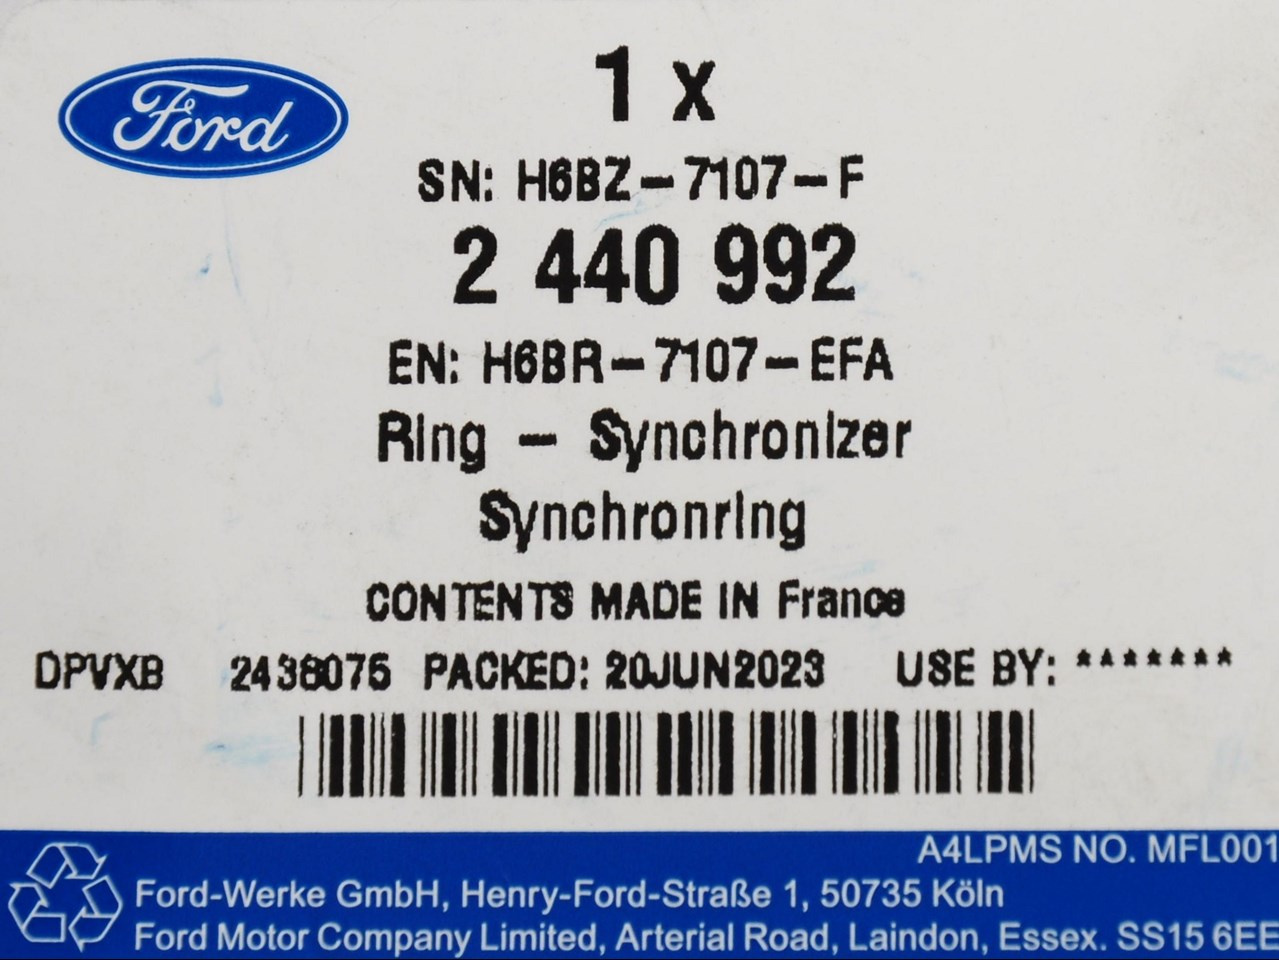 Ford
1 x
SN: H6BZ-7107-F
2 440 992
EN: H6BR-7107-EFA
Ring - Synchronizer
Synchronring
CONTENTS MADE IN France
DPVXB 2436075 PACKED: 20JUN2023 USE BY: *******
A4LPMS NO. MFL001
Ford-Werke GmbH, Henry-Ford-Straße 1, 50735 Köln
Ford Motor Company Limited, Arterial Road, Laindon, Essex. SS15 6EE